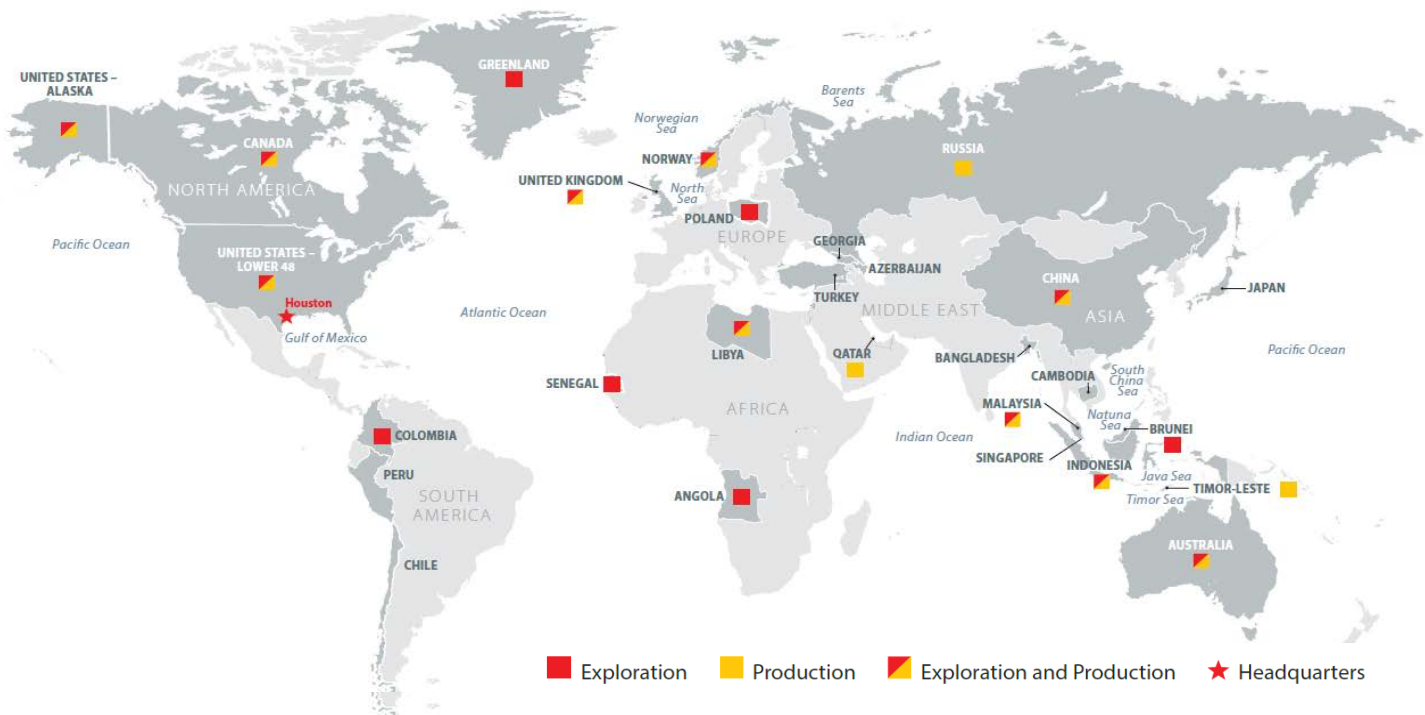 GREENLAND
UNITED STATES –
ALASKA
Barents
Sea
Norwegian
Sea
CANADA
NORWAY
RUSSIA
NORTH AMERICA
UNITED KINGDOM
North
Sea
POLAND
EUROPE
Pacific Ocean
UNITED STATES –
LOWER 48
GEORGIA
AZERBAIJAN
TURKEY
CHINA
JAPAN
Houston
Atlantic Ocean
MIDDLE EAST
ASIA
Gulf of Mexico
LIBYA
QATAR
BANGLADESH
Pacific Ocean
CAMBODIA
South
China
Sea
SENEGAL
AFRICA
MALAYSIA
Natuna
Sea
BRUNEI
COLOMBIA
Indian Ocean
SINGAPORE
INDONESIA
PERU
Java Sea
SOUTH
AMERICA
ANGOLA
TIMOR-LESTE
Timor Sea
AUSTRALIA
CHILE
Exploration
Production
Exploration and Production
Headquarters